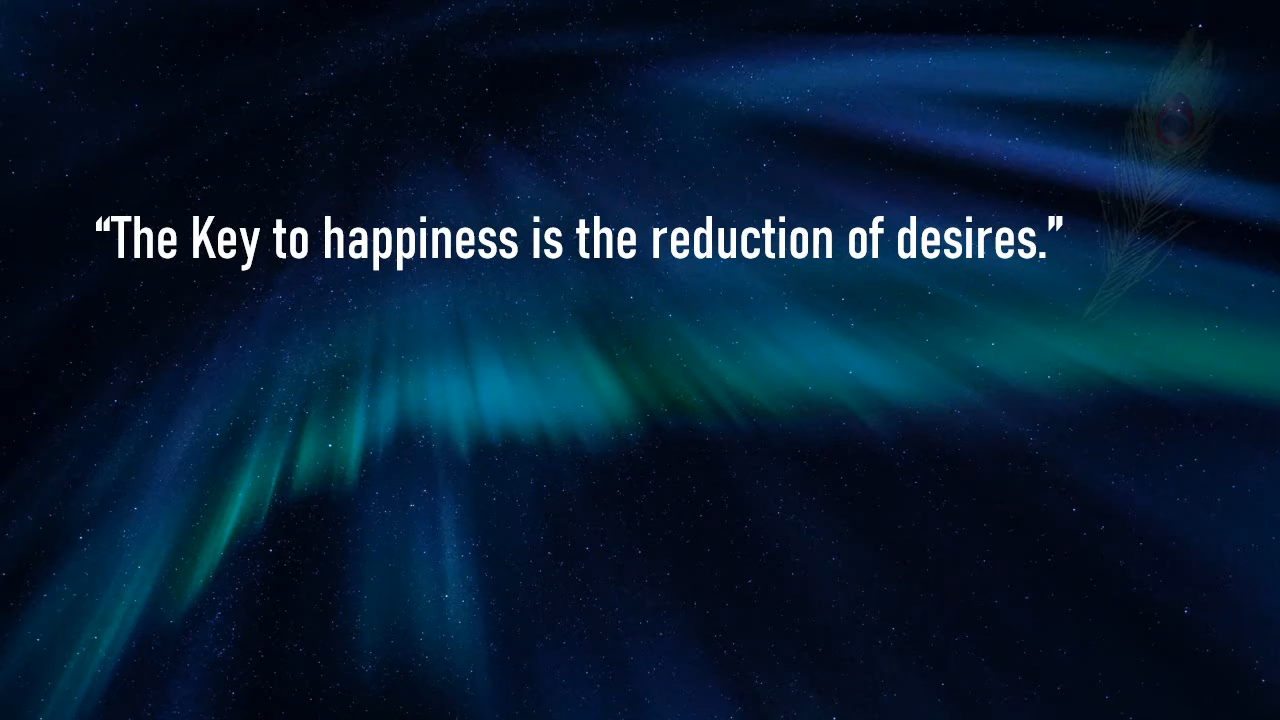 “The Key to happiness is the reduction of desires.”